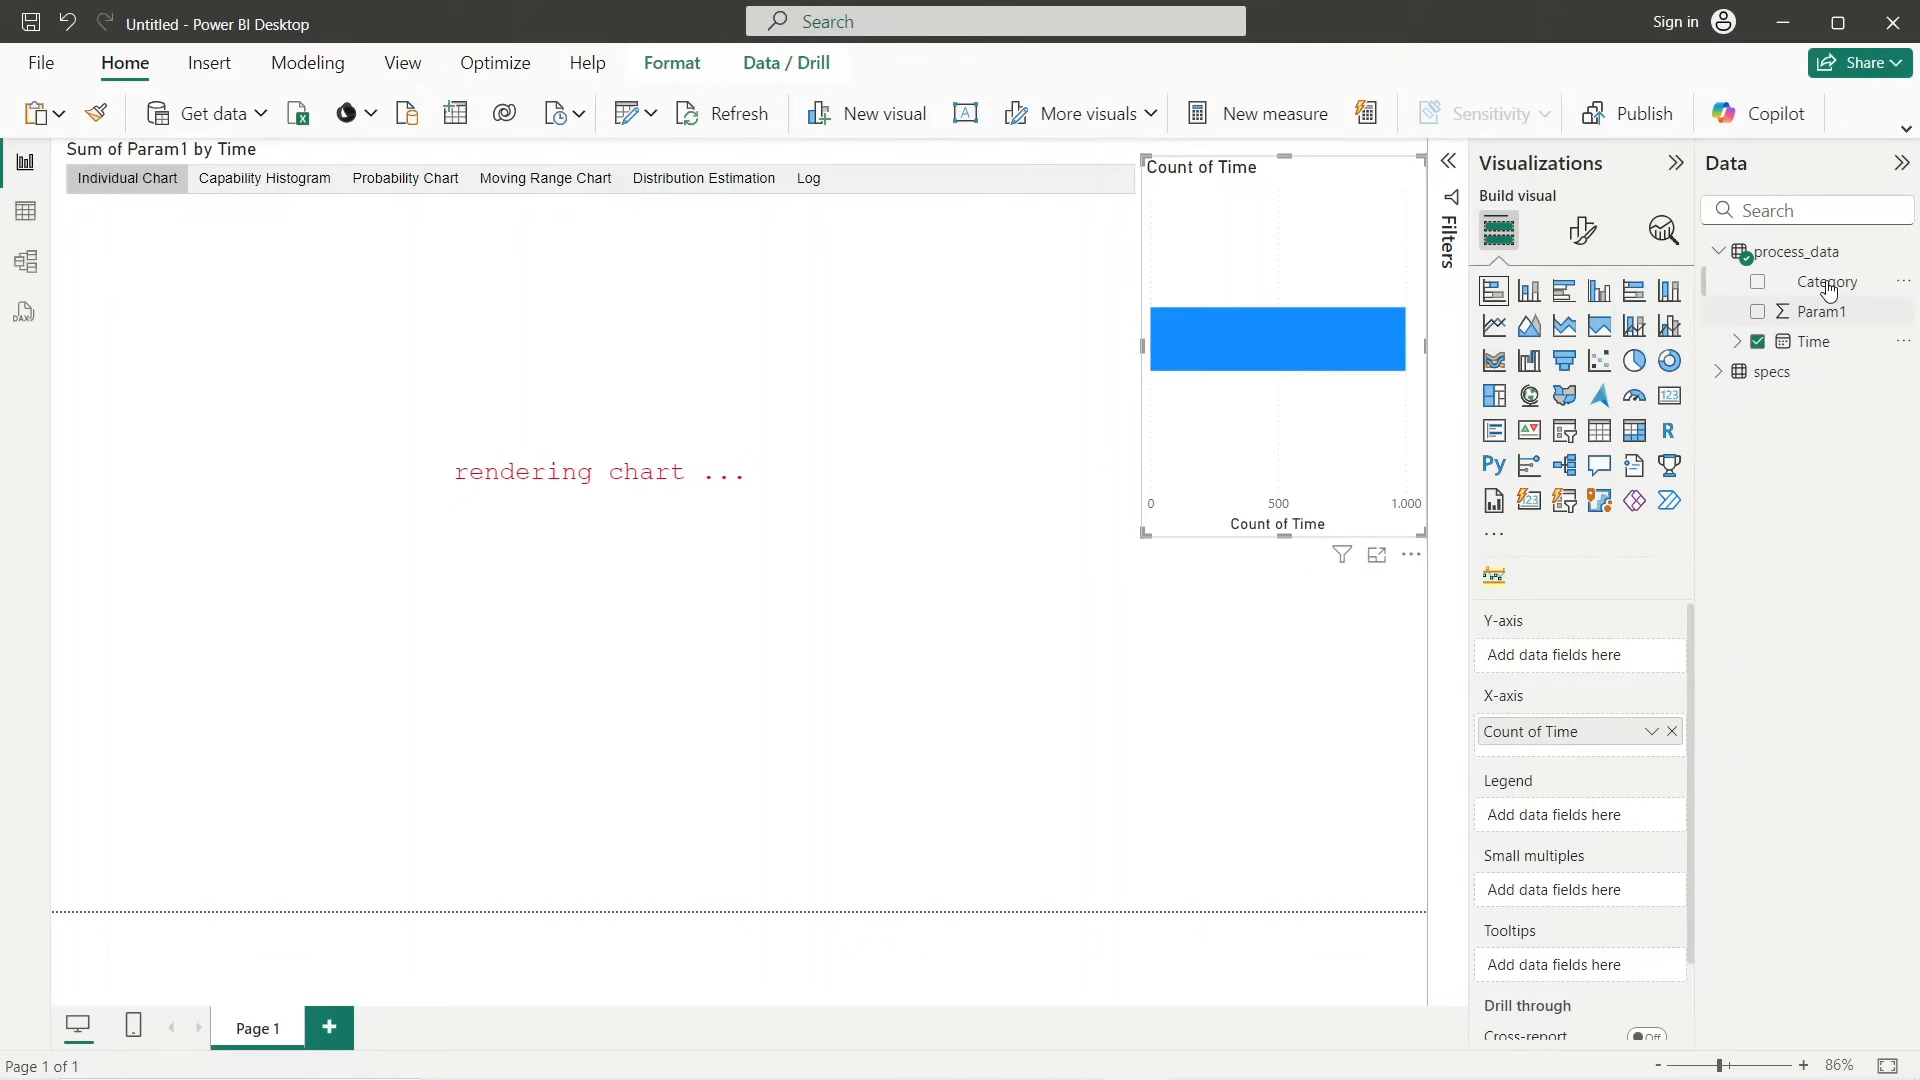 Untitled - Power BI Desktop
Search
Sign in
File
Home
Insert
Modeling
View
Optimize
Help
Format
Data / Drill
Share
Get data
Refresh
New visual
More visuals
New measure
Sensitivity
Publish
Copilot
Sum of Param1 by Time
Individual Chart
Capability Histogram
Probability Chart
Moving Range Chart
Distribution Estimation
Log
rendering chart ...
Count of Time
0
500
1.000
Count of Time
Filters
Visualizations
Build visual
123
R
Py
123
Y-axis
Add data fields here
X-axis
Count of Time
Legend
Add data fields here
Small multiples
Add data fields here
Tooltips
Add data fields here
Drill through
Cross-report
Off
Data
Search
process_data
Category
Param1
Time
specs
DAX
Page 1
Page 1 of 1
- + 86%